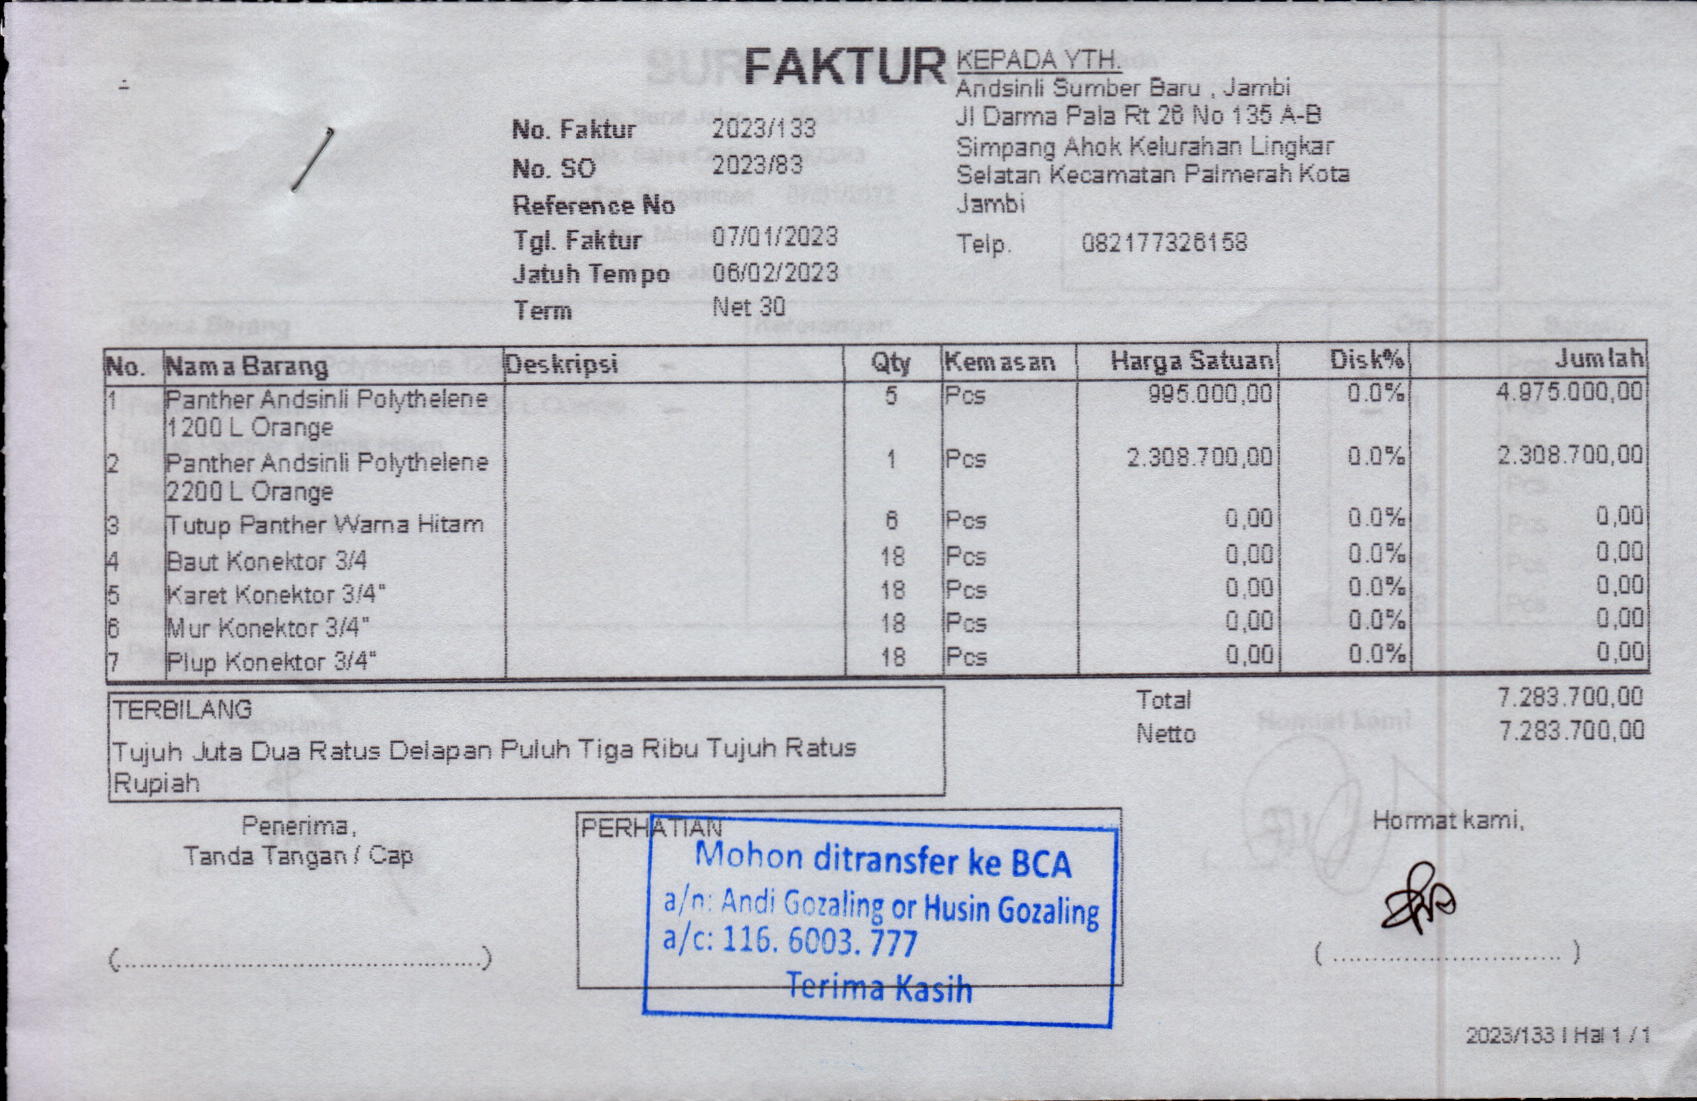 FAKTUR
No. Faktur 2023/133
No. SO 2023/83
Reference No
Tgl. Faktur 07/01/2023
Jatuh Tempo 06/02/2023
Term Net 30
KEPADA YTH.
Andsinli Sumber Baru , Jambi
Jl Darma Pala Rt 26 No 135 A-B
Simpang Ahok Kelurahan Lingkar
Selatan Kecamatan Palmerah Kota
Jambi
Telp. 082177326158
No. Nama Barang Deskripsi Qty Kemasan Harga Satuan Disk% Jumlah
1 Panther Andsinli Polythelene 5 Pcs 995.000,00 0.0% 4.975.000,00
1200 L Orange
2 Panther Andsinli Polythelene 1 Pcs 2.308.700,00 0.0% 2.308.700,00
2200 L Orange
3 Tutup Panther Warna Hitam 6 Pcs 0,00 0.0% 0,00
4 Baut Konektor 3/4 18 Pcs 0,00 0.0% 0,00
5 Karet Konektor 3/4" 18 Pcs 0,00 0.0% 0,00
6 Mur Konektor 3/4" 18 Pcs 0,00 0.0% 0,00
7 Plup Konektor 3/4" 18 Pcs 0,00 0.0% 0,00
TERBILANG
Tujuh Juta Dua Ratus Delapan Puluh Tiga Ribu Tujuh Ratus
Rupiah
Total 7.283.700,00
Netto 7.283.700,00
Penerima,
Tanda Tangan / Cap
(.................................................)
PERHATIAN
Mohon ditransfer ke BCA
a/n: Andi Gozaling or Husin Gozaling
a/c: 116. 6003. 777
Terima Kasih
Hormat kami,
( ............................... )
2023/133 I Hal 1 / 1